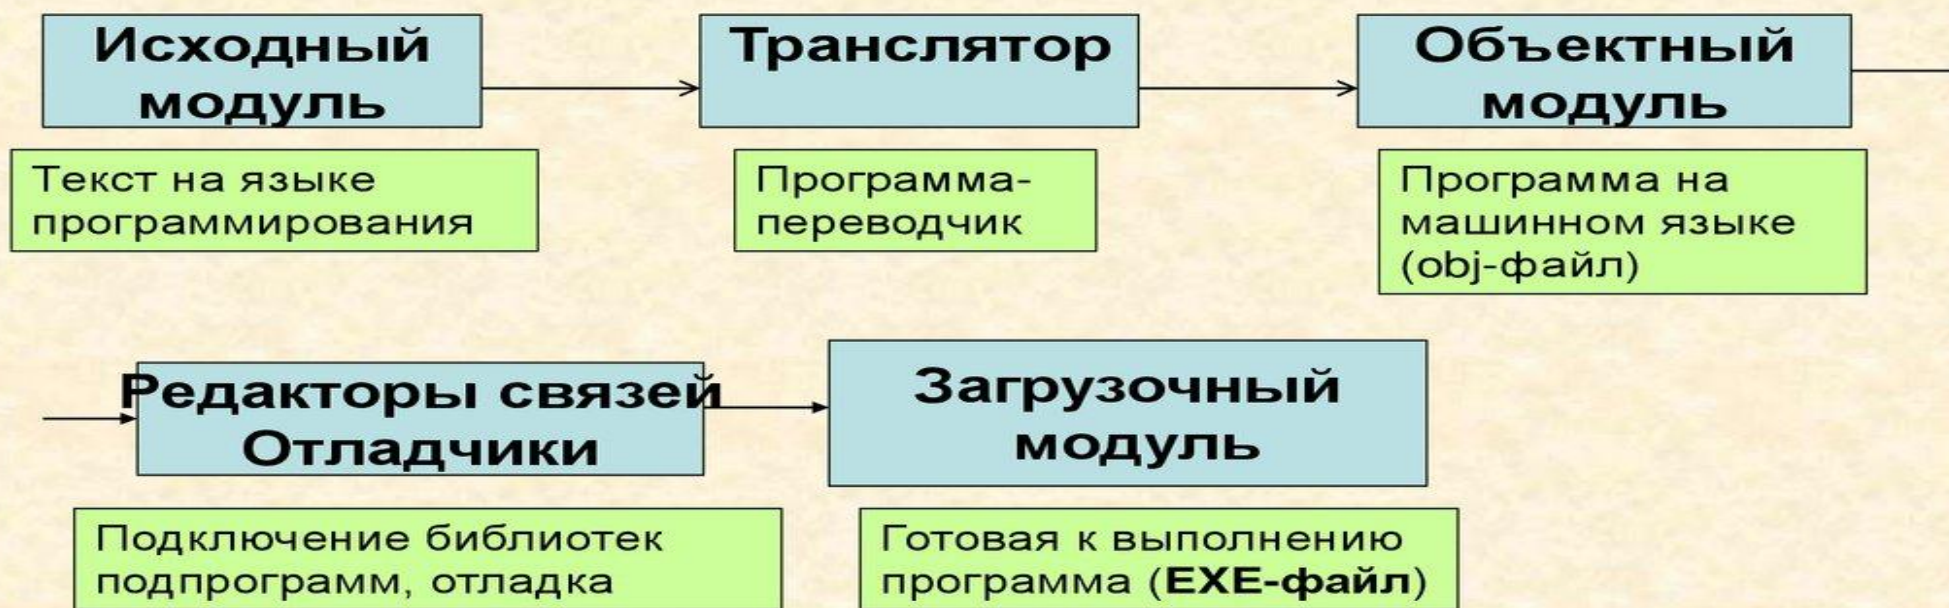 Исходный
модуль
Транслятор
Объектный
модуль
Текст на языке
программирования
Программа-
переводчик
Программа на
машинном языке
(obj-файл)
Редакторы связей
Отладчики
Загрузочный
модуль
Подключение библиотек
подпрограмм, отладка
Готовая к выполнению
программа (EXE-файл)